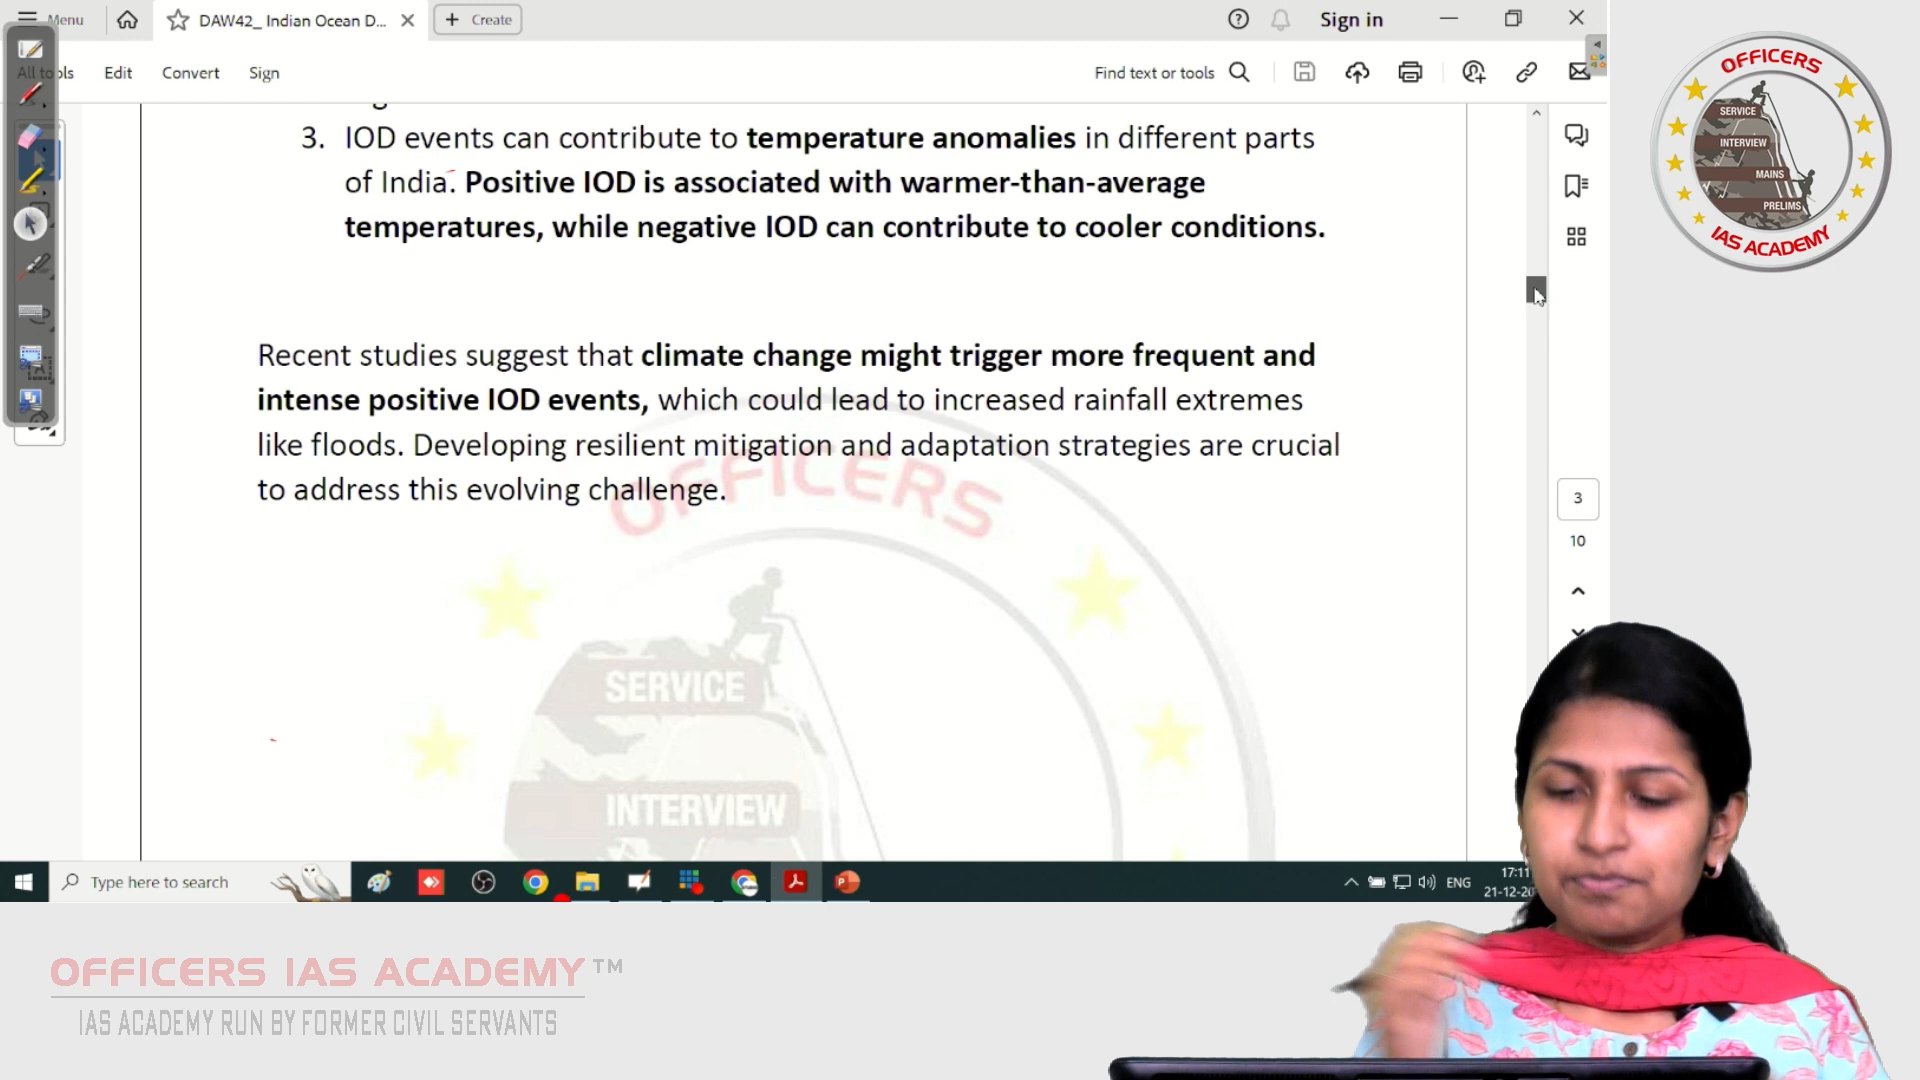 Menu
DAW42_ Indian Ocean D...
Create
Sign in
All tools
Edit
Convert
Sign
Find text or tools
3. IOD events can contribute to temperature anomalies in different parts
of India. Positive IOD is associated with warmer-than-average
temperatures, while negative IOD can contribute to cooler conditions.
Recent studies suggest that climate change might trigger more frequent and
intense positive IOD events, which could lead to increased rainfall extremes
like floods. Developing resilient mitigation and adaptation strategies are crucial
to address this evolving challenge.
OFFICERS
SERVICE
INTERVIEW
3
10
OFFICERS
SERVICE
INTERVIEW
MAINS
PRELIMS
IAS ACADEMY
Type here to search
ENG
17:11
21-12-20
OFFICERS IAS ACADEMY™
IAS ACADEMY RUN BY FORMER CIVIL SERVANTS